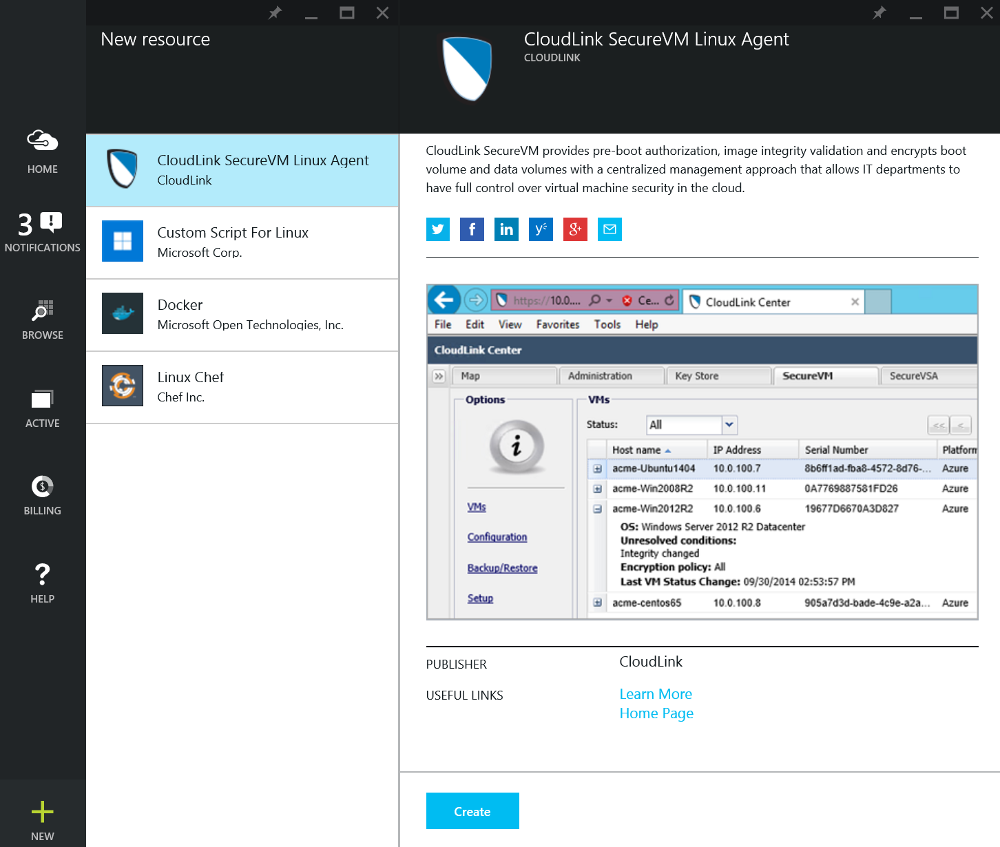 HOME
3
NOTIFICATIONS
BROWSE
ACTIVE
$
BILLING
?
HELP
NEW
New resource
CloudLink SecureVM Linux Agent
CloudLink
Custom Script For Linux
Microsoft Corp.
Docker
Microsoft Open Technologies, Inc.
Linux Chef
Chef Inc.
CloudLink SecureVM Linux Agent
CLOUDLINK
CloudLink SecureVM provides pre-boot authorization, image integrity validation and encrypts boot
volume and data volumes with a centralized management approach that allows IT departments to
have full control over virtual machine security in the cloud.
https://10.0.... Ce... CloudLink Center
File Edit View Favorites Tools Help
CloudLink Center
Map Administration Key Store SecureVM SecureVSA
Options
VMs
Configuration
Backup/Restore
Setup
VMs
Status: All << <
Host name IP Address Serial Number Platform
acme-Ubuntu1404 10.0.100.7 8b6ff1ad-fba8-4572-8d76-... Azure
acme-Win2008R2 10.0.100.11 0A7769887581FD26 Azure
acme-Win2012R2 10.0.100.6 19677D6670A3D827 Azure
OS: Windows Server 2012 R2 Datacenter
Unresolved conditions:
Integrity changed
Encryption policy: All
Last VM Status Change: 09/30/2014 02:53:57 PM
acme-centos65 10.0.100.8 905a7d3d-bade-4c9e-a2a... Azure
PUBLISHER CloudLink
USEFUL LINKS Learn More
Home Page
Create